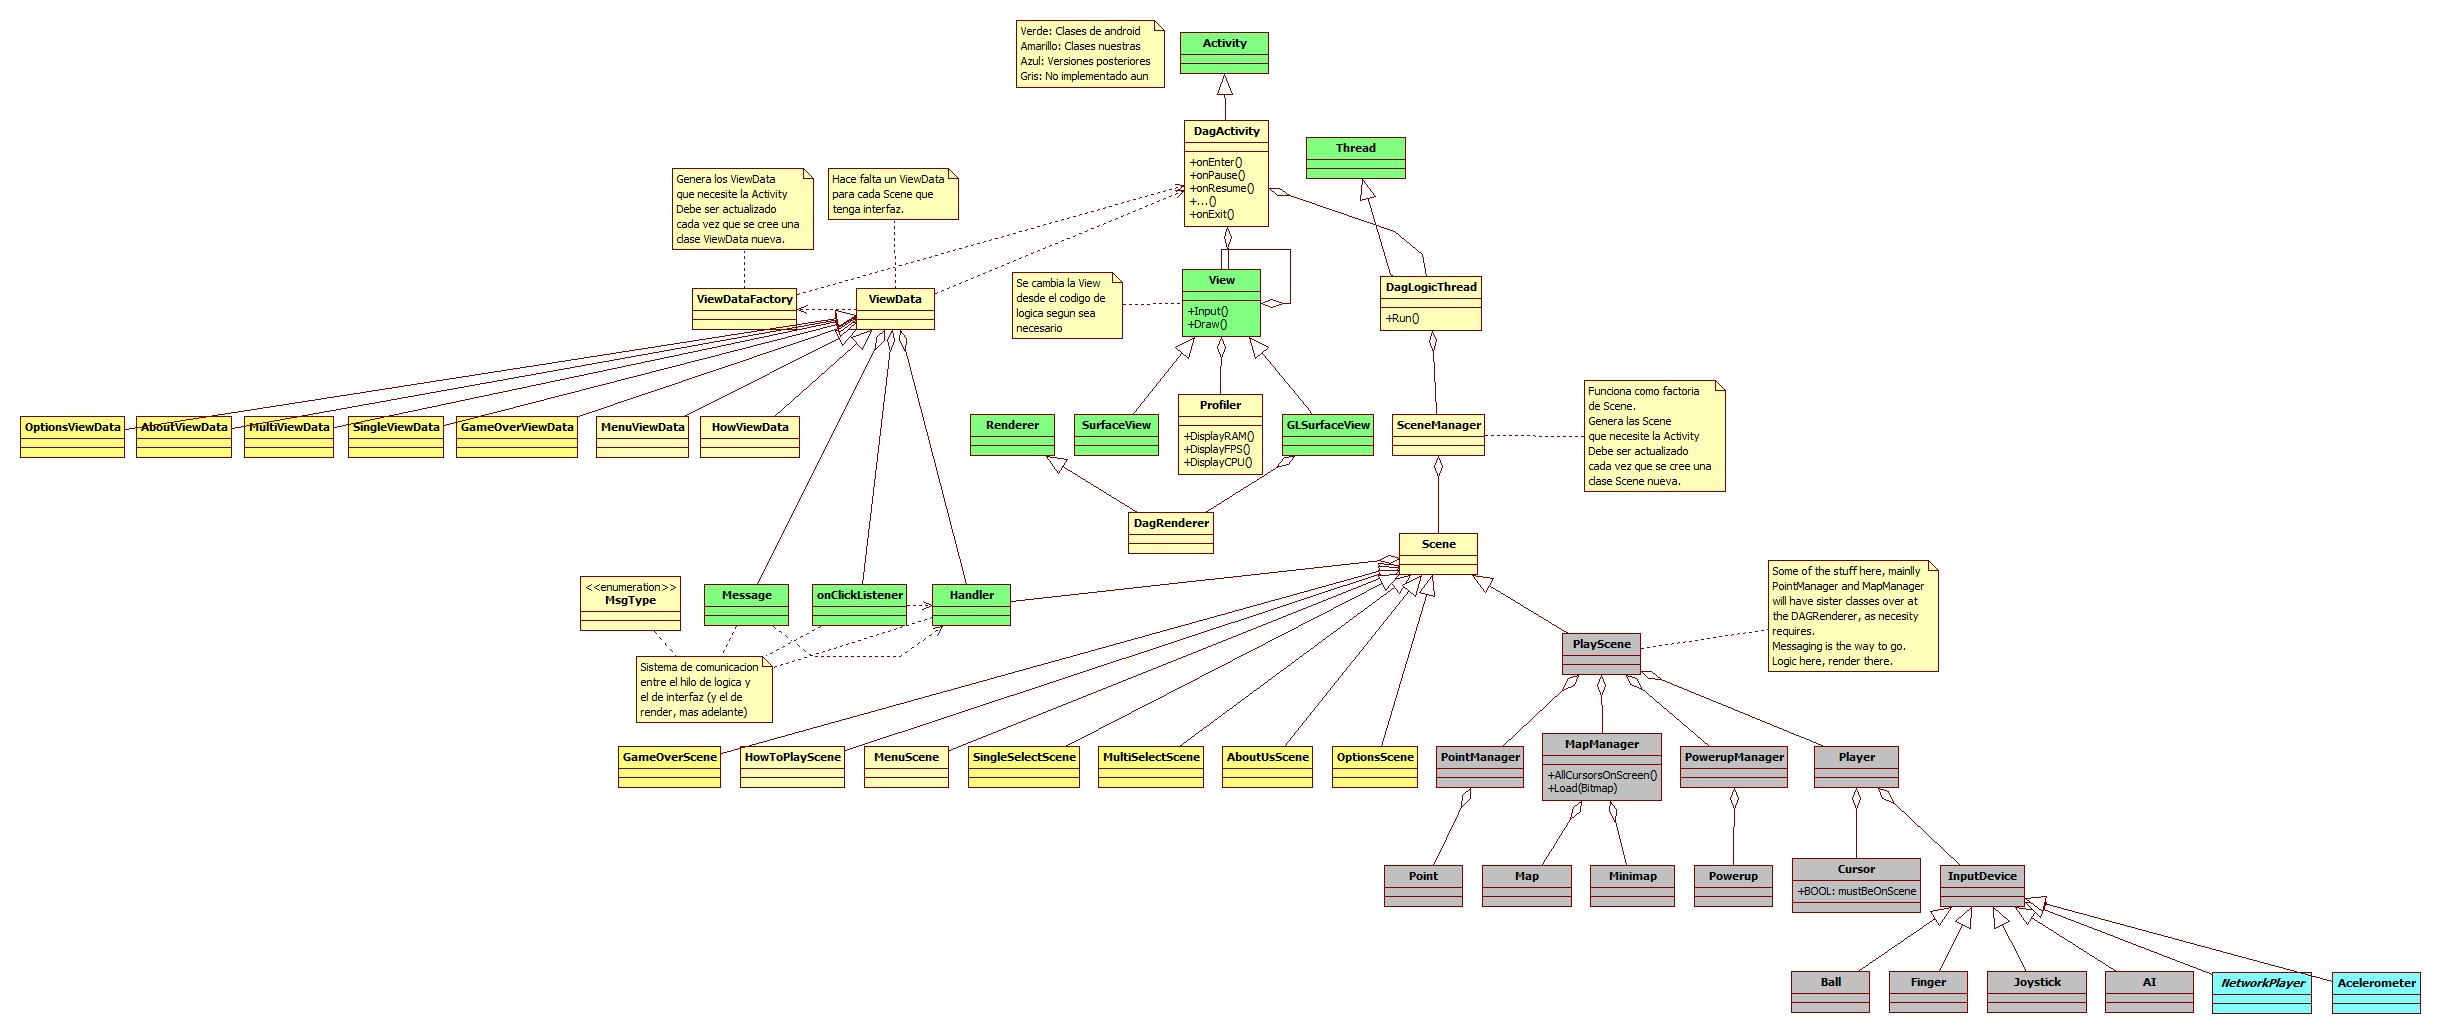 Verde: Clases de android
Amarillo: Clases nuestras
Azul: Versiones posteriores
Gris: No implementado aun
Activity
DagActivity
+onEnter()
+onPause()
+onResume()
+...()
+onExit()
Thread
Genera los ViewData
que necesite la Activity
Debe ser actualizado
cada vez que se cree una
clase ViewData nueva.
Hace falta un ViewData
para cada Scene que
tenga interfaz.
ViewDataFactory
ViewData
Se cambia la View
desde el codigo de
logica segun sea
necesario
View
+Input()
+Draw()
DagLogicThread
+Run()
OptionsViewData
AboutViewData
MultiViewData
SingleViewData
GameOverViewData
MenuViewData
HowViewData
Renderer
SurfaceView
Profiler
+DisplayRAM()
+DisplayFPS()
+DisplayCPU()
GLSurfaceView
SceneManager
Funciona como factoria
de Scene.
Genera las Scene
que necesite la Activity
Debe ser actualizado
cada vez que se cree una
clase Scene nueva.
DagRenderer
Scene
<<enumeration>>
MsgType
Message
onClickListener
Handler
Sistema de comunicacion
entre el hilo de logica y
el de interfaz (y el de
render, mas adelante)
PlayScene
Some of the stuff here, mainlly
PointManager and MapManager
will have sister classes over at
the DAGRenderer, as necesity
requires.
Messaging is the way to go.
Logic here, render there.
GameOverScene
HowToPlayScene
MenuScene
SingleSelectScene
MultiSelectScene
AboutUsScene
OptionsScene
PointManager
MapManager
+AllCursorsOnScreen()
+Load(Bitmap)
PowerupManager
Player
Point
Map
Minimap
Powerup
Cursor
+BOOL: mustBeOnScene
InputDevice
Ball
Finger
Joystick
AI
NetworkPlayer
Acelerometer